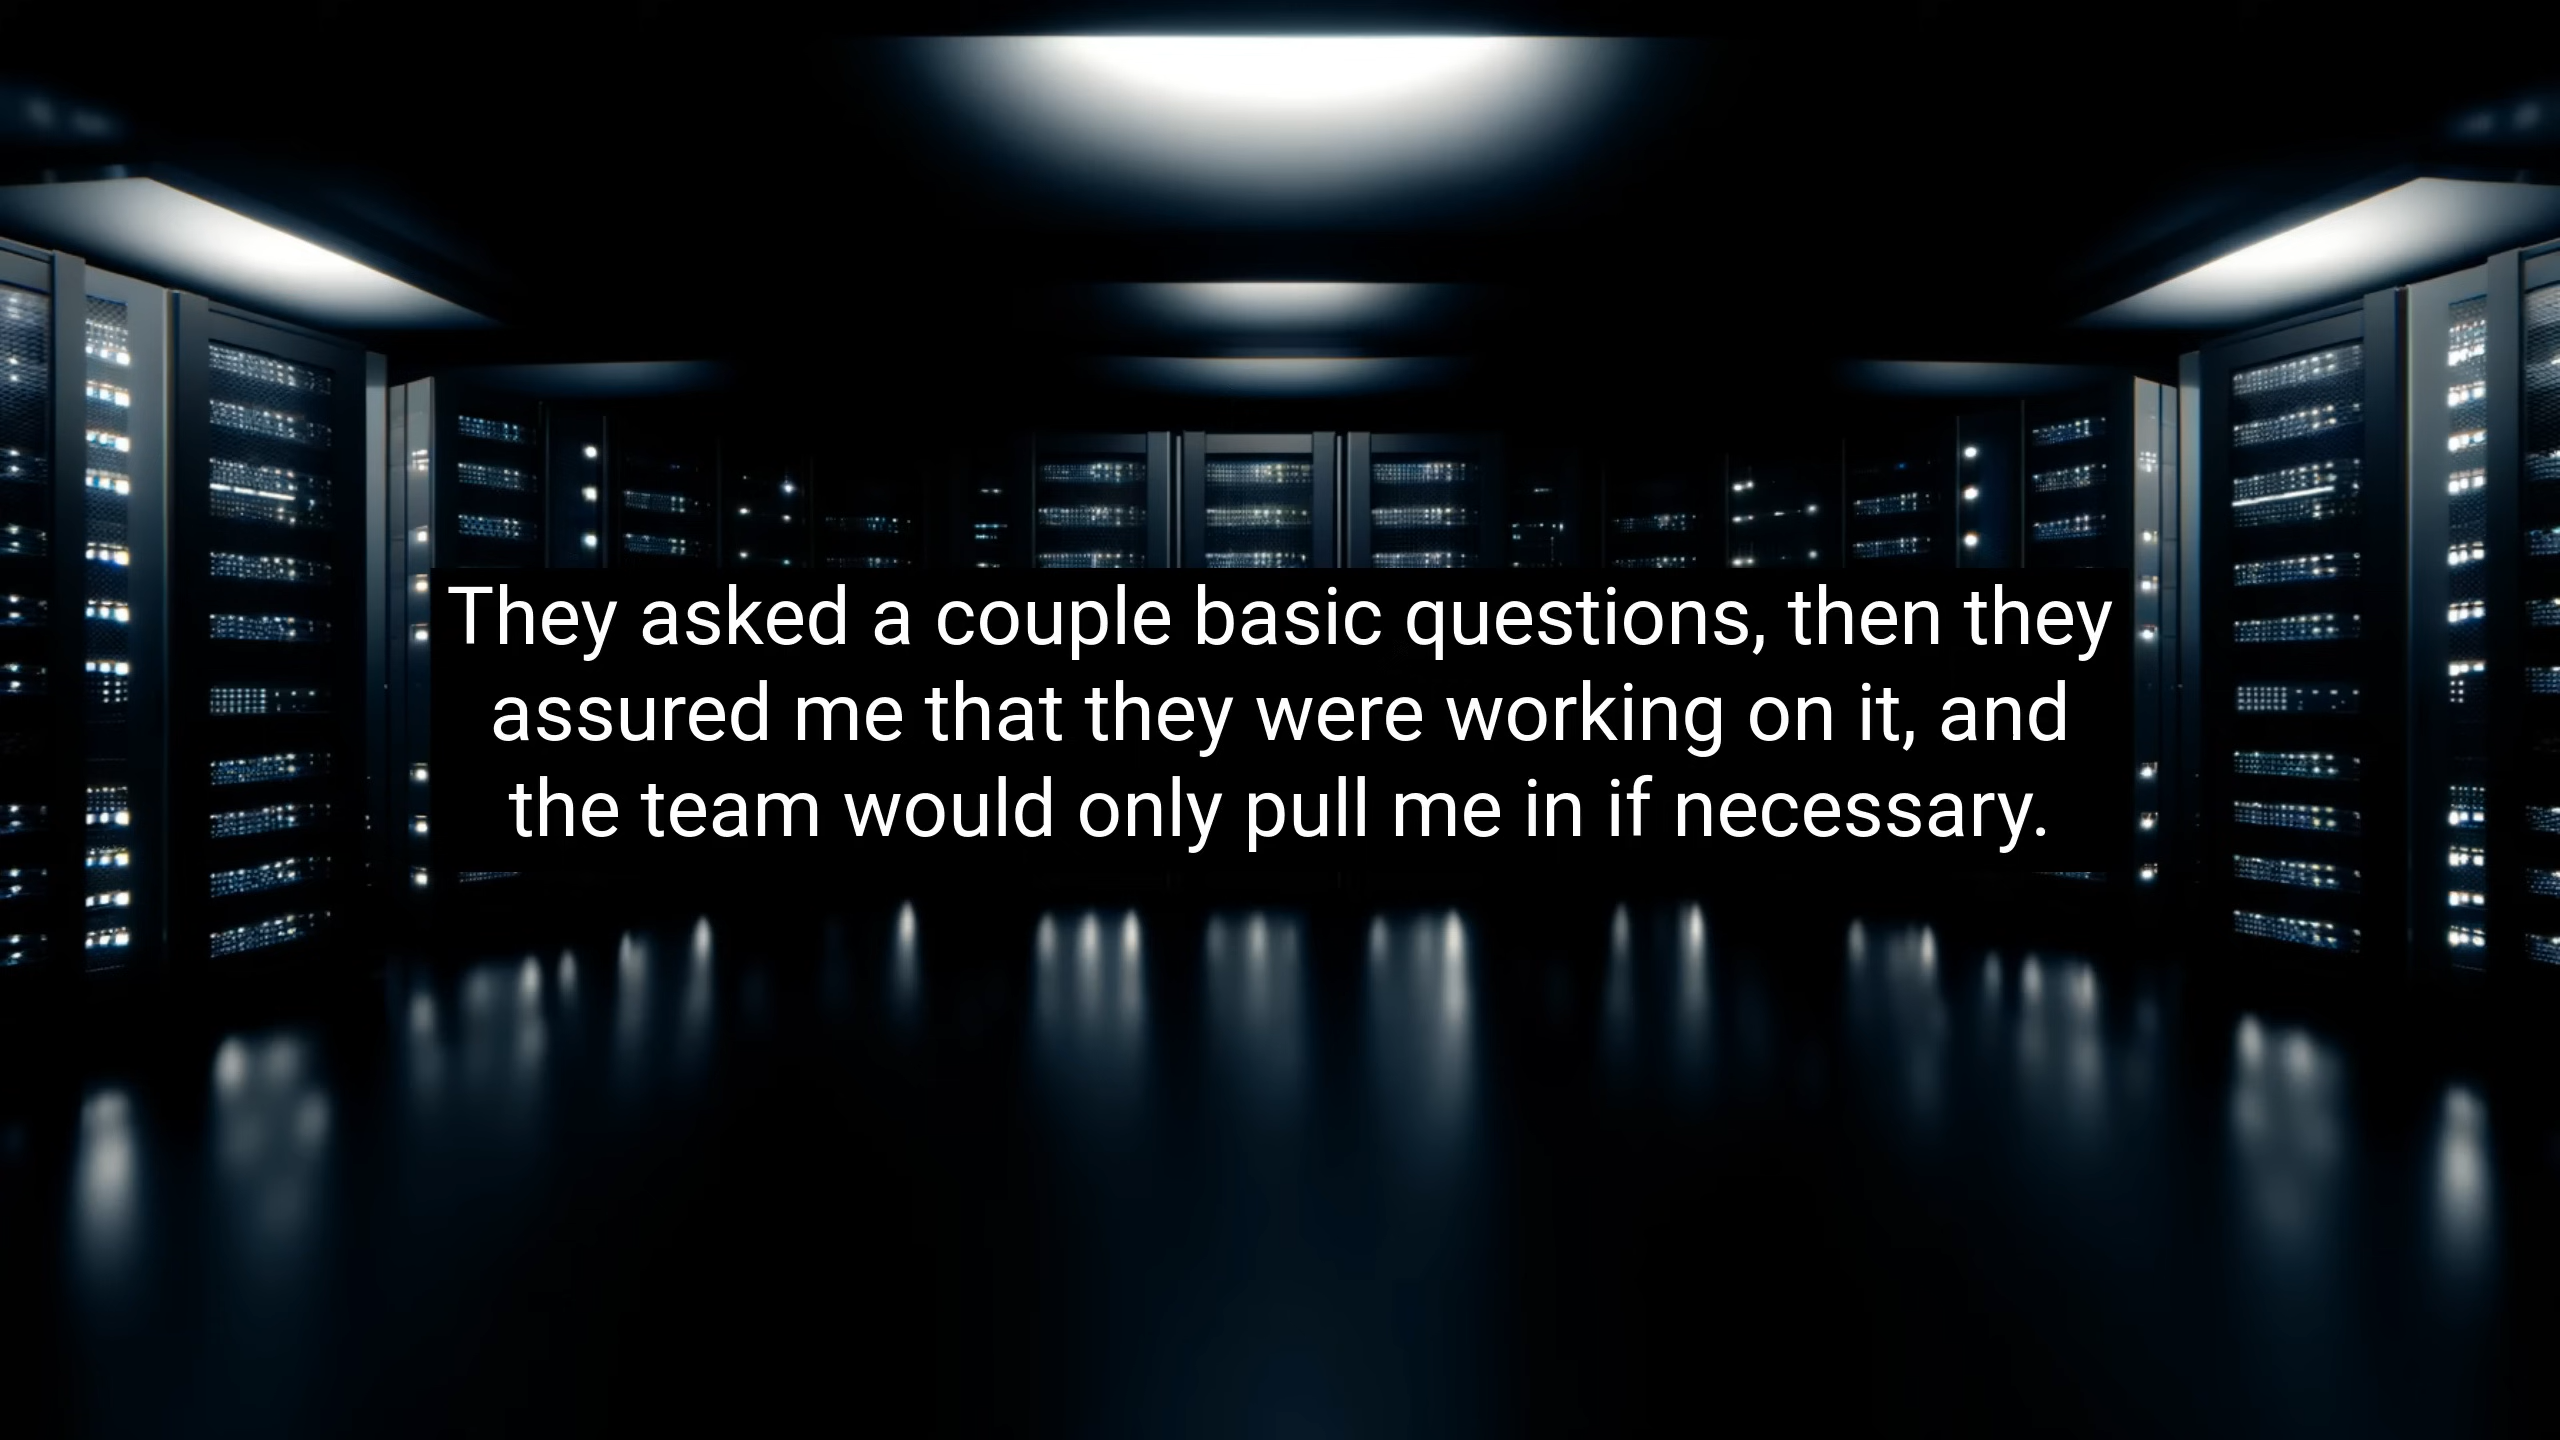 They asked a couple basic questions, then they
assured me that they were working on it, and
the team would only pull me in if necessary.